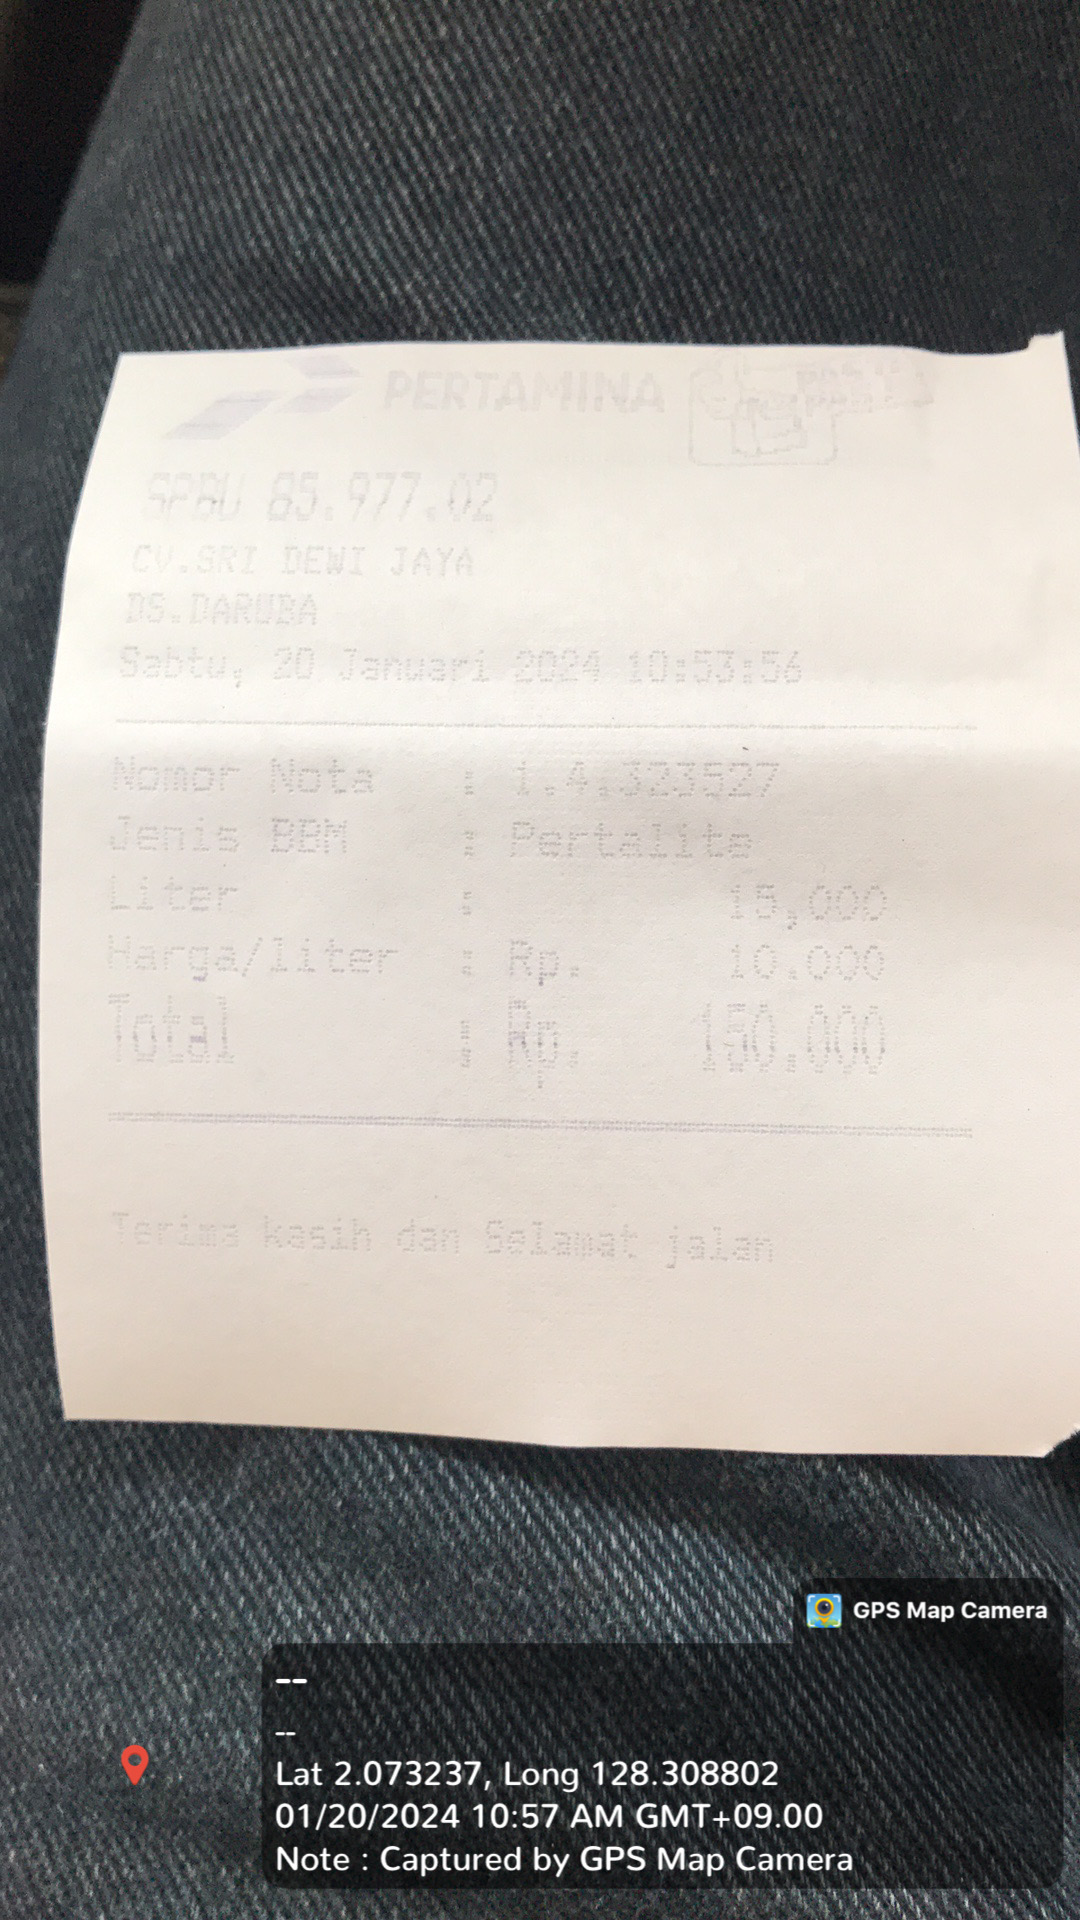 PERTAMINA
SPBU 85.977.02
CV.SRI DEWI JAYA
DS.DARUBA
Sabtu, 20 Januari 2024 10:53:56
Nomor Nota : 1.4.323527
Jenis BBM : Pertalite
Liter : 15,000
Harga/liter : Rp. 10.000
Total : Rp. 150.000
Terima kasih dan Selamat jalan
GPS Map Camera
--
--
Lat 2.073237, Long 128.308802
01/20/2024 10:57 AM GMT+09.00
Note : Captured by GPS Map Camera